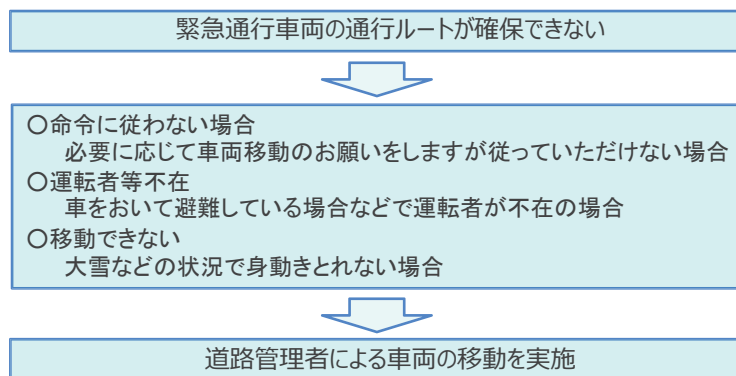 緊急通行車両の通行ルートが確保できない
○命令に従わない場合
必要に応じて車両移動のお願いをしますが従っていただけない場合
○運転者等不在
車をおいて避難している場合などで運転者が不在の場合
○移動できない
大雪などの状況で身動きとれない場合
道路管理者による車両の移動を実施